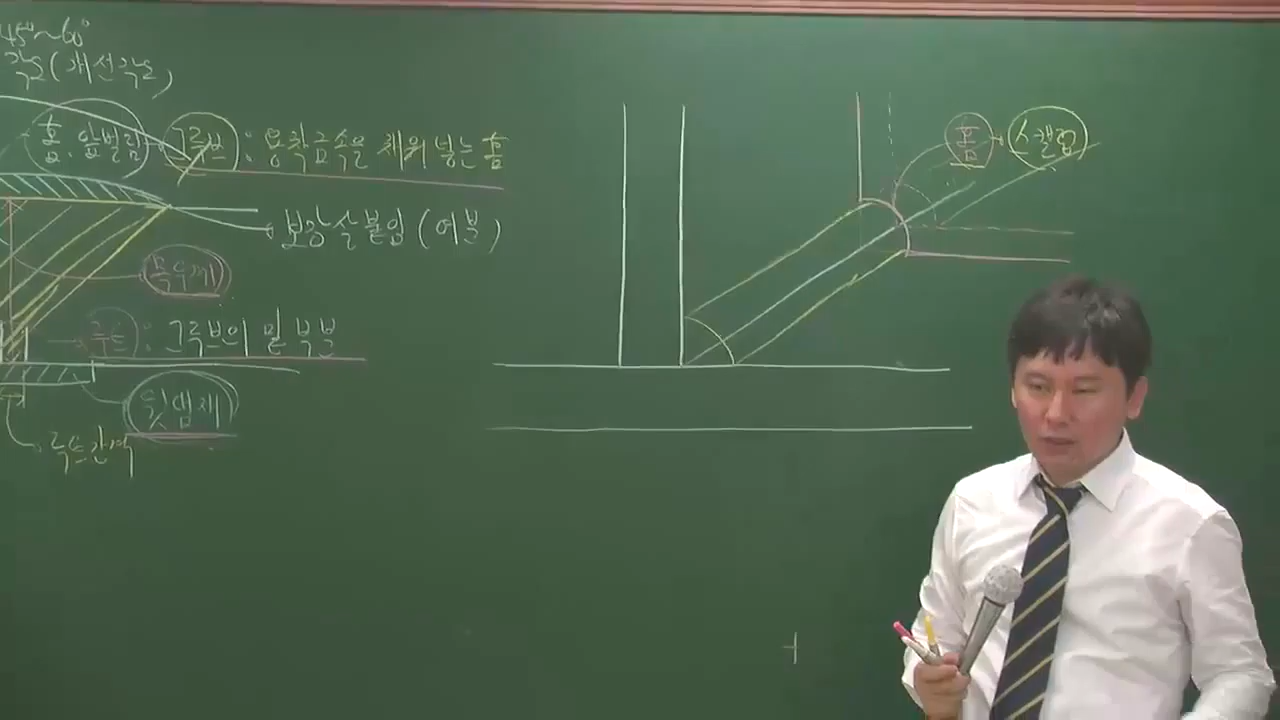 45°~60°
각도(개선각도)
홈, 앞벌림 그루브 : 용착금속을 채워 넣는 홈
보강살붙임 (여분)
목두께
루트 : 그루브의 밑 부분
뒷댐재
루트간격
홈 스캘럽